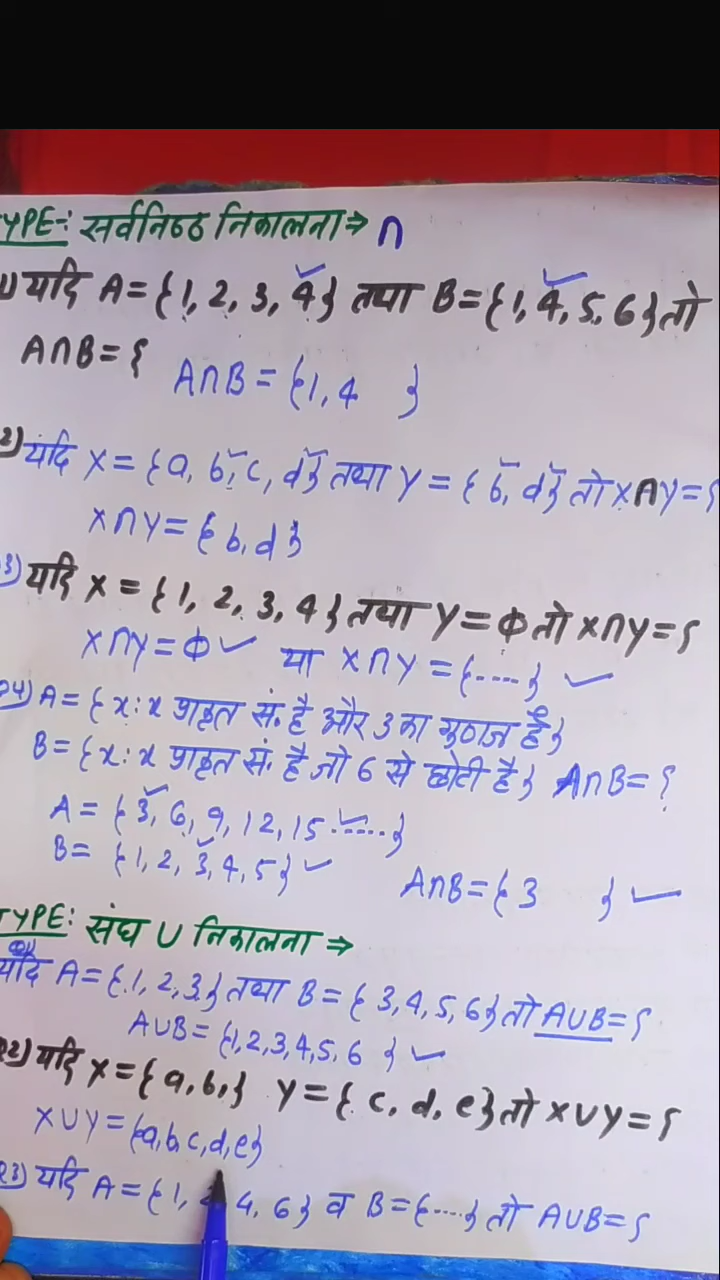 TYPE-: सर्वनिष्ठ निकालना⇒ ∩
1) यदि A={1, 2, 3, 4} तथा B={1, 4, 5, 6} तो
A∩B={ A∩B={1, 4 }
2) यदि X={a, b, c, d} तथा Y={b, d} तो X∩Y={
X∩Y={b, d}
3) यदि X={1, 2, 3, 4} तथा Y=ϕ तो X∩Y={
X∩Y=ϕ✓ या X∩Y={----} ✓
Q4) A={x:x प्राकृत सं. है और 3 का गुणज है}
B={x:x प्राकृत सं. है जो 6 से छोटी है} A∩B={
A={3, 6, 9, 12, 15 ......}
B={1, 2, 3, 4, 5} ✓ A∩B={3 } ✓
TYPE: संघ ∪ निकालना ⇒
यदि A={1, 2, 3} तथा B={3, 4, 5, 6} तो A∪B={
A∪B={1, 2, 3, 4, 5, 6 } ✓
Q2) यदि X={a, b,} Y={c, d, e} तो X∪Y={
X∪Y={a, b, c, d, e}
Q3) यदि A={1, 4, 6} व B={----} तो A∪B={